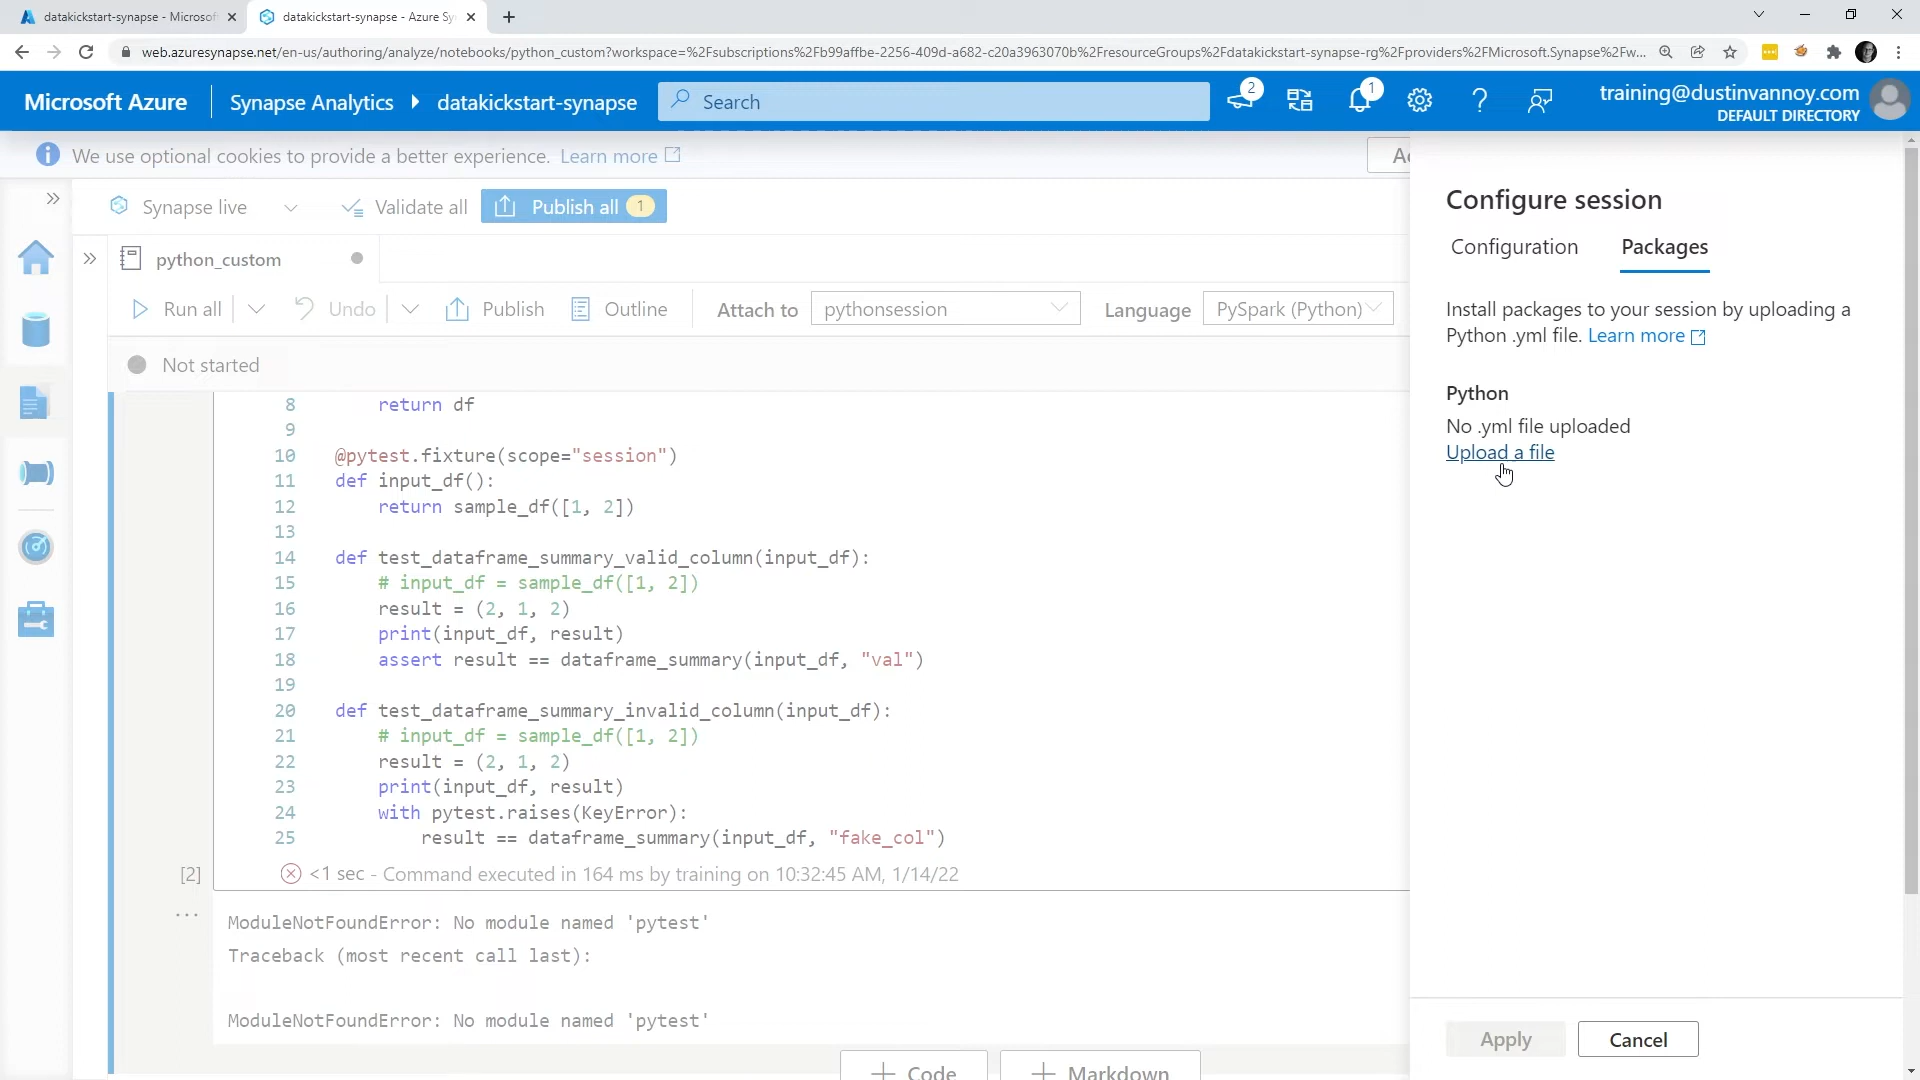 datakickstart-synapse - Microsof
datakickstart-synapse - Azure Sy
web.azuresynapse.net/en-us/authoring/analyze/notebooks/python_custom?workspace=%2Fsubscriptions%2Fb99affbe-2256-409d-a682-c20a3963070b%2FresourceGroups%2Fdatakickstart-synapse-rg%2Fproviders%2FMicrosoft.Synapse%2Fw...
Microsoft Azure
Synapse Analytics
datakickstart-synapse
Search
2
1
training@dustinvannoy.com
DEFAULT DIRECTORY
We use optional cookies to provide a better experience. Learn more
Ac
Synapse live
Validate all
Publish all 1
python_custom
Run all
Undo
Publish
Outline
Attach to
pythonsession
Language
PySpark (Python)
Not started
8 return df
9
10 @pytest.fixture(scope="session")
11 def input_df():
12 return sample_df([1, 2])
13
14 def test_dataframe_summary_valid_column(input_df):
15 # input_df = sample_df([1, 2])
16 result = (2, 1, 2)
17 print(input_df, result)
18 assert result == dataframe_summary(input_df, "val")
19
20 def test_dataframe_summary_invalid_column(input_df):
21 # input_df = sample_df([1, 2])
22 result = (2, 1, 2)
23 print(input_df, result)
24 with pytest.raises(KeyError):
25 result == dataframe_summary(input_df, "fake_col")
[2]
<1 sec - Command executed in 164 ms by training on 10:32:45 AM, 1/14/22
ModuleNotFoundError: No module named 'pytest'
Traceback (most recent call last):
ModuleNotFoundError: No module named 'pytest'
Code
Markdown
Configure session
Configuration
Packages
Install packages to your session by uploading a
Python .yml file. Learn more
Python
No .yml file uploaded
Upload a file
Apply
Cancel